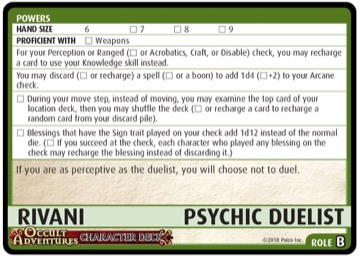 POWERS
HAND SIZE 6 ☐ 7 ☐ 8 ☐ 9
PROFICIENT WITH ☐ Weapons
For your Perception or Ranged (☐ or Acrobatics, Craft, or Disable) check, you may recharge
a card to use your Knowledge skill instead.
You may discard (☐ or recharge) a spell (☐ or a boon) to add 1d4 (☐+2) to your Arcane
check.
☐ During your move step, instead of moving, you may examine the top card of your
location deck, then you may shuffle the deck (☐ or recharge a card to recharge a
random card from your discard pile).
☐ Blessings that have the Sign trait played on your check add 1d12 instead of the normal
die. (☐ If you succeed at the check, each character who played any blessing on the
check may recharge the blessing instead of discarding it.)
If you are as perceptive as the duelist, you will choose not to duel.
RIVANI PSYCHIC DUELIST
OCCULT
ADVENTURES CHARACTER DECK
©2018 Paizo Inc. ROLE B